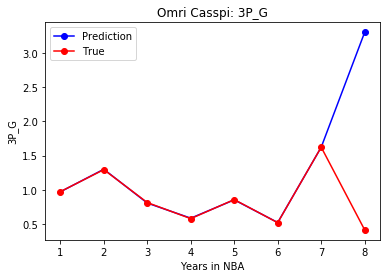 Omri Casspi: 3P_G
Prediction
True
3P_G
3.0
2.5
2.0
1.5
1.0
0.5
1 2 3 4 5 6 7 8
Years in NBA